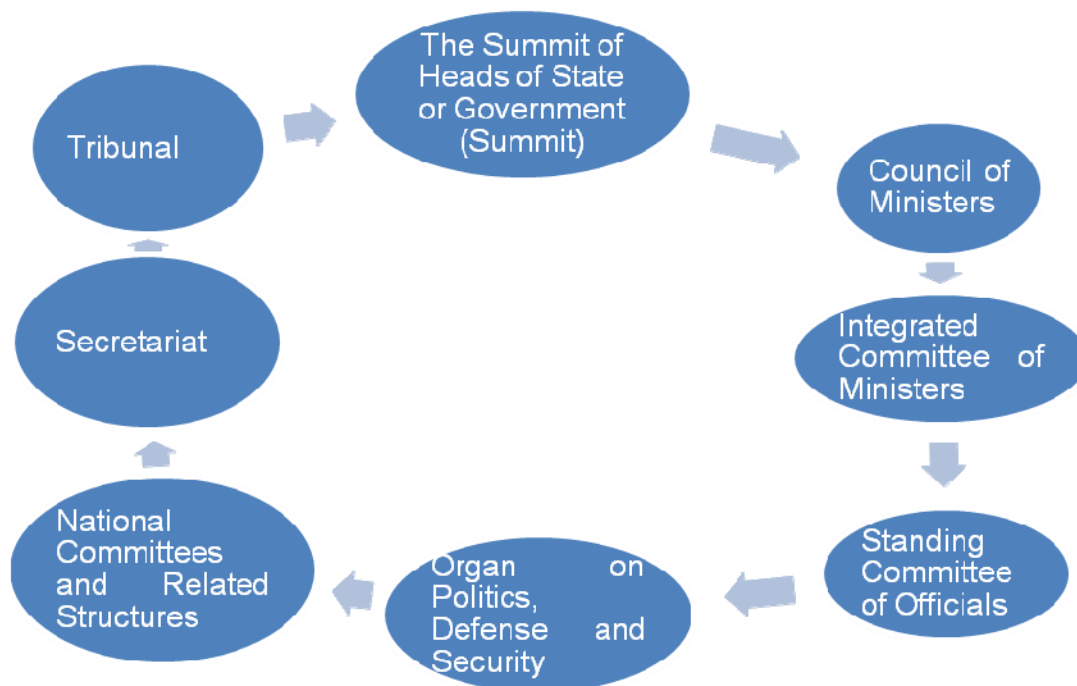 The Summit of
Heads of State
or Government
(Summit)
Council of
Ministers
Integrated
Committee of
Ministers
Standing
Committee
of Officials
Organ on
Politics,
Defense and
Security
National
Committees
and Related
Structures
Secretariat
Tribunal